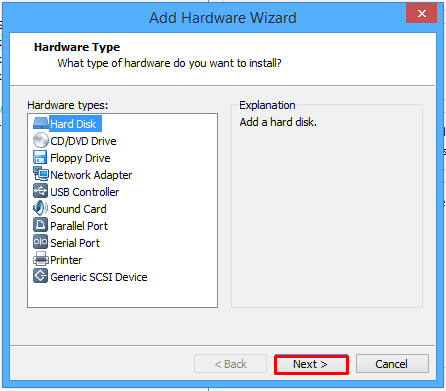 Add Hardware Wizard
Hardware Type
What type of hardware do you want to install?
Hardware types:
Hard Disk
CD/DVD Drive
Floppy Drive
Network Adapter
USB Controller
Sound Card
Parallel Port
Serial Port
Printer
Generic SCSI Device
Explanation
Add a hard disk.
< Back
Next >
Cancel